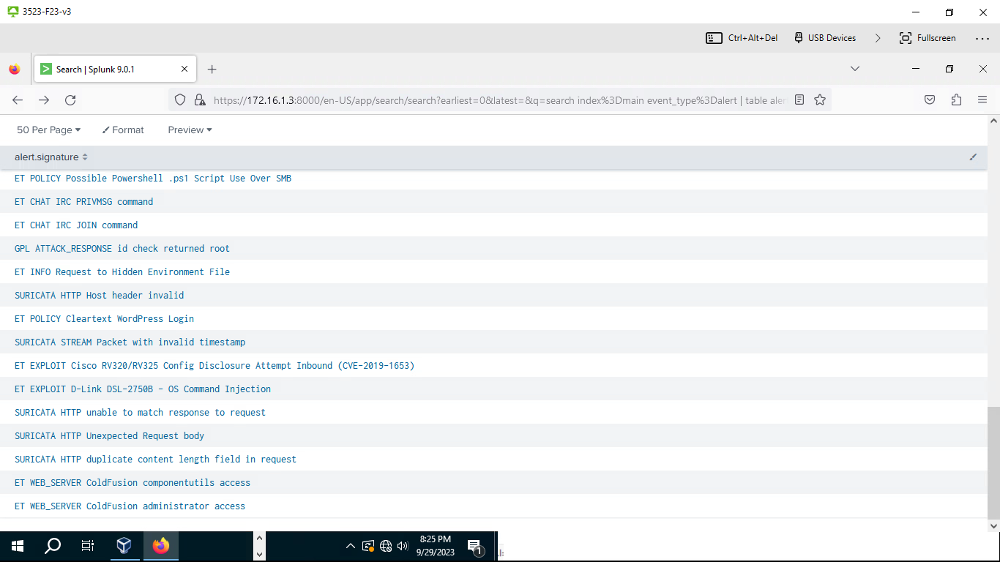 3523-F23-v3
Ctrl+Alt+Del USB Devices Fullscreen
Search | Splunk 9.0.1
https://172.16.1.3:8000/en-US/app/search/search?earliest=0&latest=&q=search index%3Dmain event_type%3Dalert | table aler
50 Per Page Format Preview
alert.signature
ET POLICY Possible Powershell .ps1 Script Use Over SMB
ET CHAT IRC PRIVMSG command
ET CHAT IRC JOIN command
GPL ATTACK_RESPONSE id check returned root
ET INFO Request to Hidden Environment File
SURICATA HTTP Host header invalid
ET POLICY Cleartext WordPress Login
SURICATA STREAM Packet with invalid timestamp
ET EXPLOIT Cisco RV320/RV325 Config Disclosure Attempt Inbound (CVE-2019-1653)
ET EXPLOIT D-Link DSL-2750B - OS Command Injection
SURICATA HTTP unable to match response to request
SURICATA HTTP Unexpected Request body
SURICATA HTTP duplicate content length field in request
ET WEB_SERVER ColdFusion componentutils access
ET WEB_SERVER ColdFusion administrator access
8:25 PM
9/29/2023
1